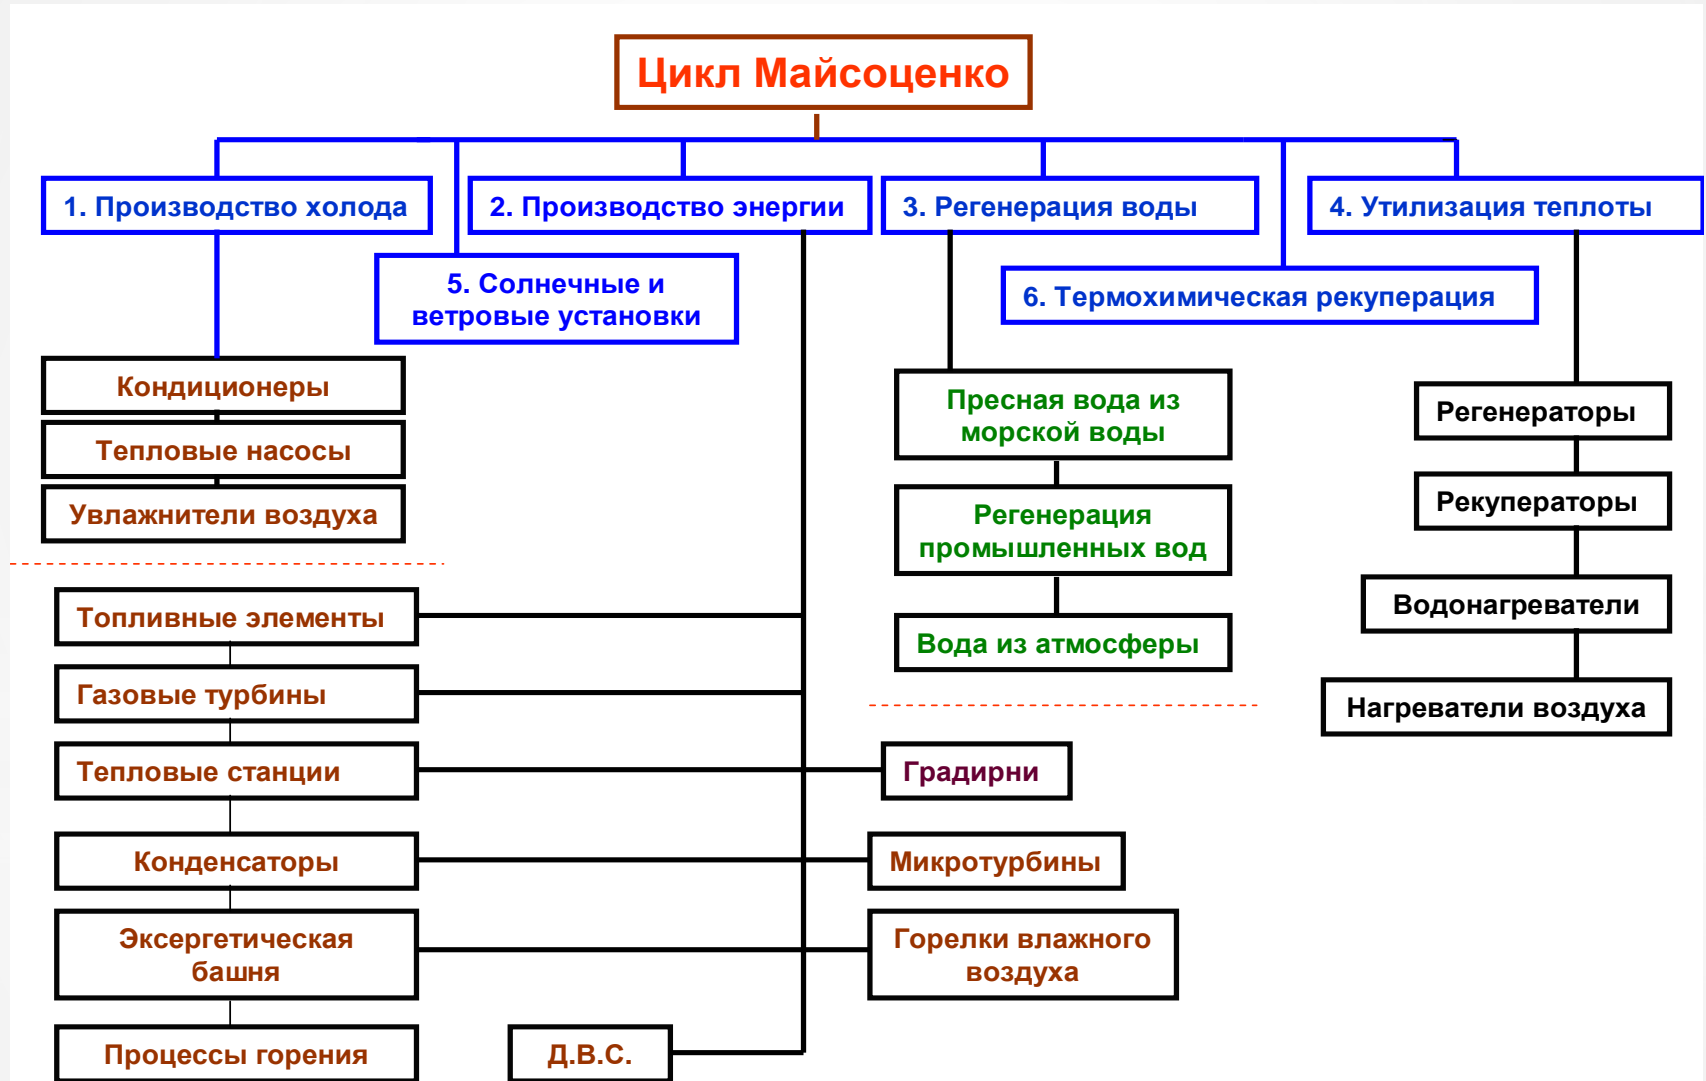 Цикл Майсоценко
1. Производство холода
2. Производство энергии
3. Регенерация воды
4. Утилизация теплоты
5. Солнечные и
ветровые установки
6. Термохимическая рекуперация
Кондиционеры
Тепловые насосы
Увлажнители воздуха
Пресная вода из
морской воды
Регенерация
промышленных вод
Вода из атмосферы
Регенераторы
Рекуператоры
Водонагреватели
Нагреватели воздуха
Топливные элементы
Газовые турбины
Тепловые станции
Градирни
Конденсаторы
Микротурбины
Эксергетическая
башня
Горелки влажного
воздуха
Процессы горения
Д.В.С.